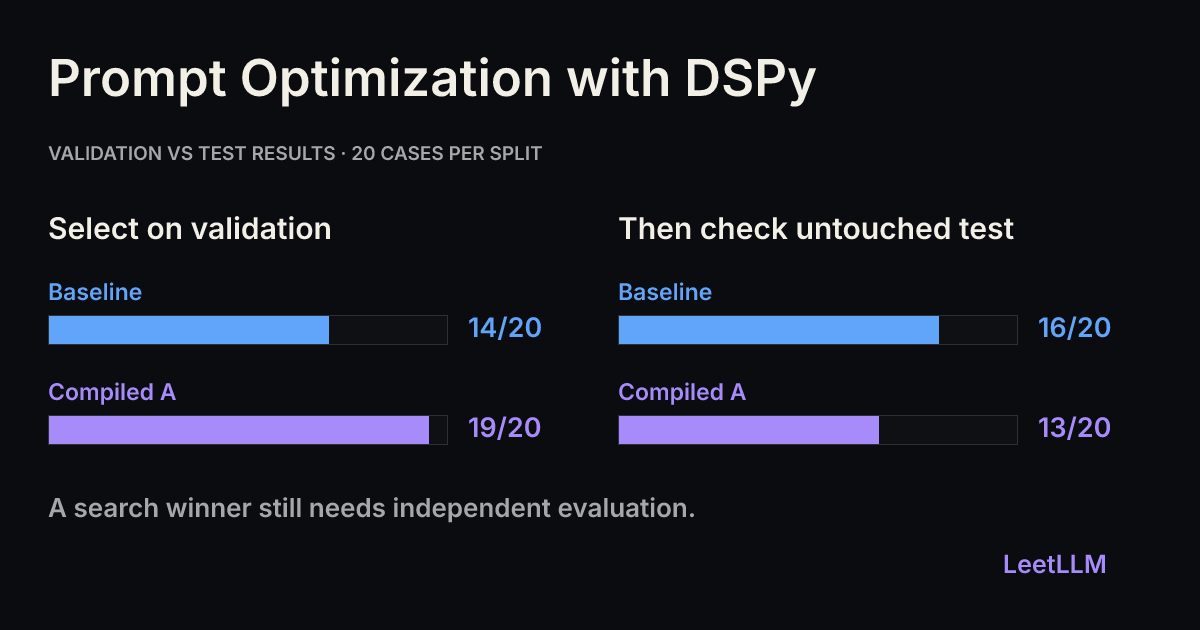 Prompt Optimization with DSPy
VALIDATION VS TEST RESULTS · 20 CASES PER SPLIT
Select on validation
Baseline
14/20
Compiled A
19/20
Then check untouched test
Baseline
16/20
Compiled A
13/20
A search winner still needs independent evaluation.
LeetLLM